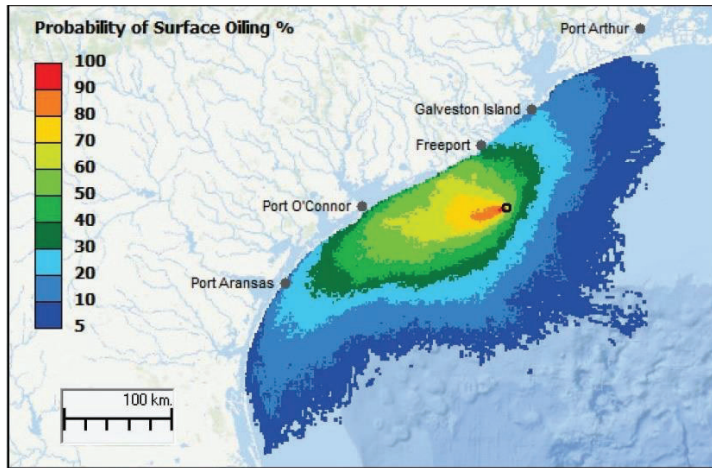 Probability of Surface Oiling %
100
90
80
70
60
50
40
30
20
10
5
Port Arthur
Galveston Island
Freeport
Port O'Connor
Port Aransas
100 km.